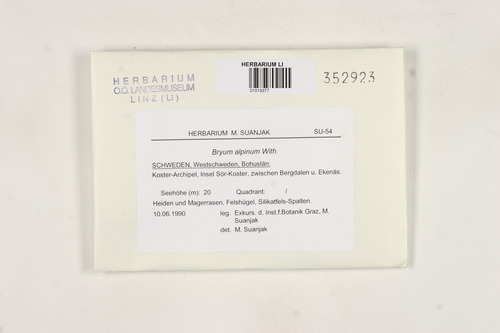 HERBARIUM
O.Ö. LANDESMUSEUM
LINZ (LI)
HERBARIUM LI
01019377
352923
HERBARIUM M. SUANJAK SU-54
Bryum alpinum With.
SCHWEDEN, Westschweden, Bohuslän:
Koster-Archipel, Insel Sör-Koster, zwischen Bergdalen u. Ekenäs.
Seehöhe (m): 20 Quadrant: /
Heiden und Magerrasen, Felshügel, Silikatfels-Spalten.
10.06.1990 leg. Exkurs. d. Inst.f.Botanik Graz, M.
Suanjak
det. M. Suanjak